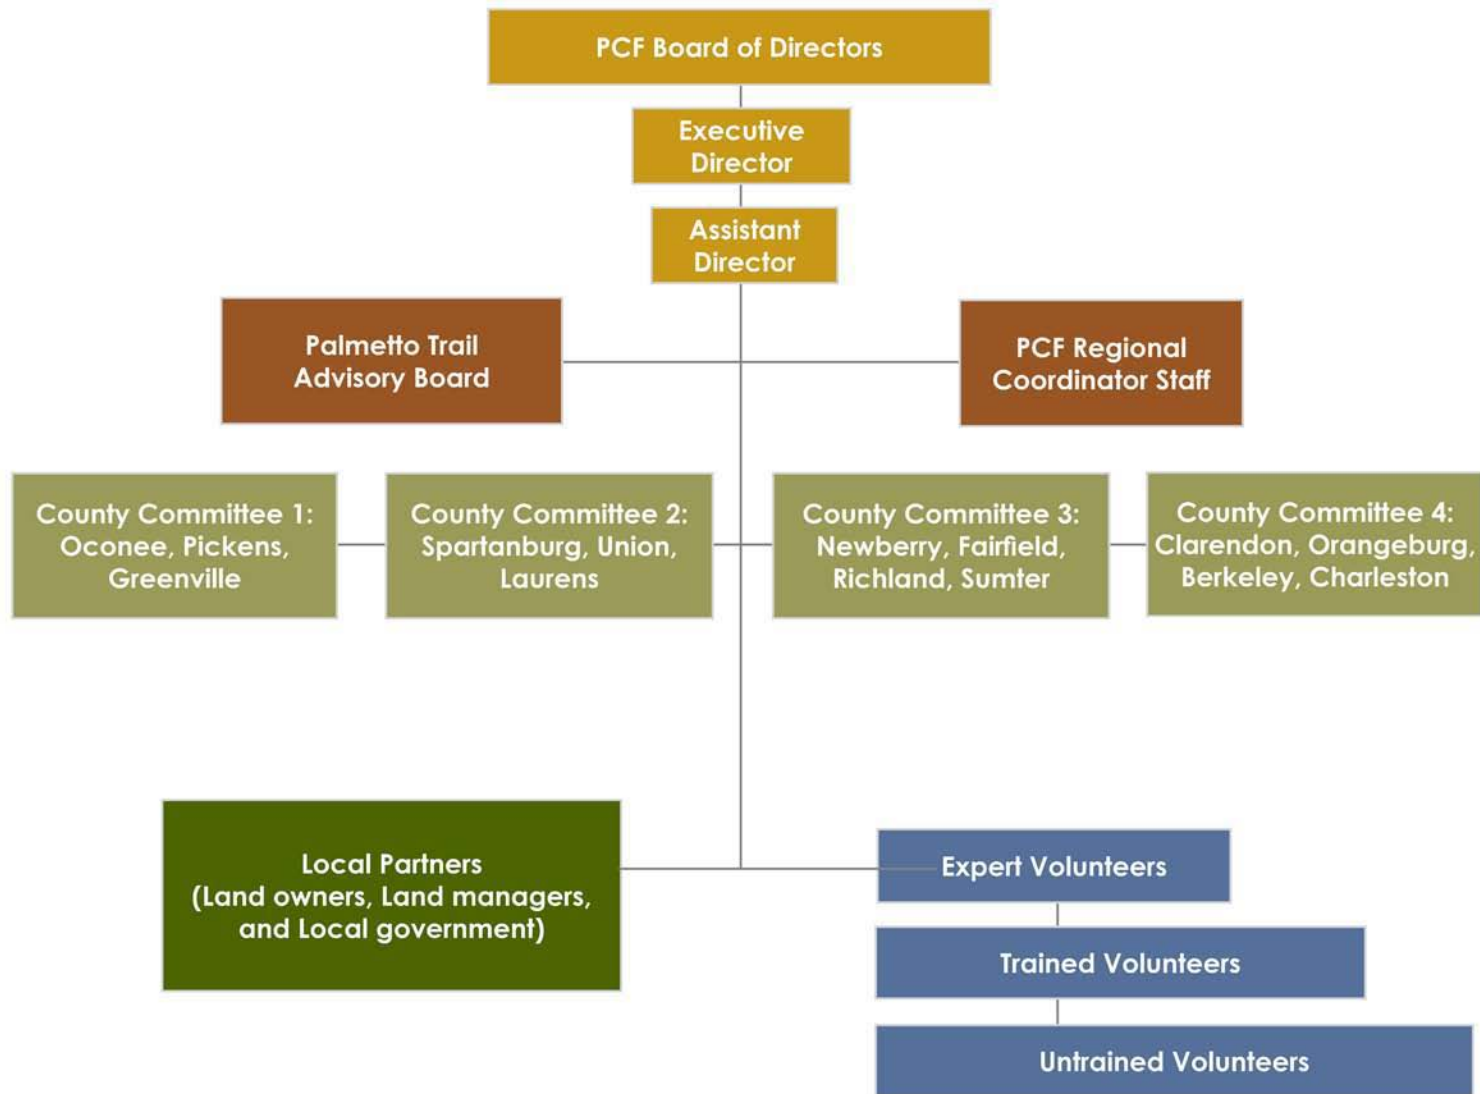 PCF Board of Directors
Executive
Director
Assistant
Director
Palmetto Trail
Advisory Board
PCF Regional
Coordinator Staff
County Committee 1:
Oconee, Pickens,
Greenville
County Committee 2:
Spartanburg, Union,
Laurens
County Committee 3:
Newberry, Fairfield,
Richland, Sumter
County Committee 4:
Clarendon, Orangeburg,
Berkeley, Charleston
Local Partners
(Land owners, Land managers,
and Local government)
Expert Volunteers
Trained Volunteers
Untrained Volunteers